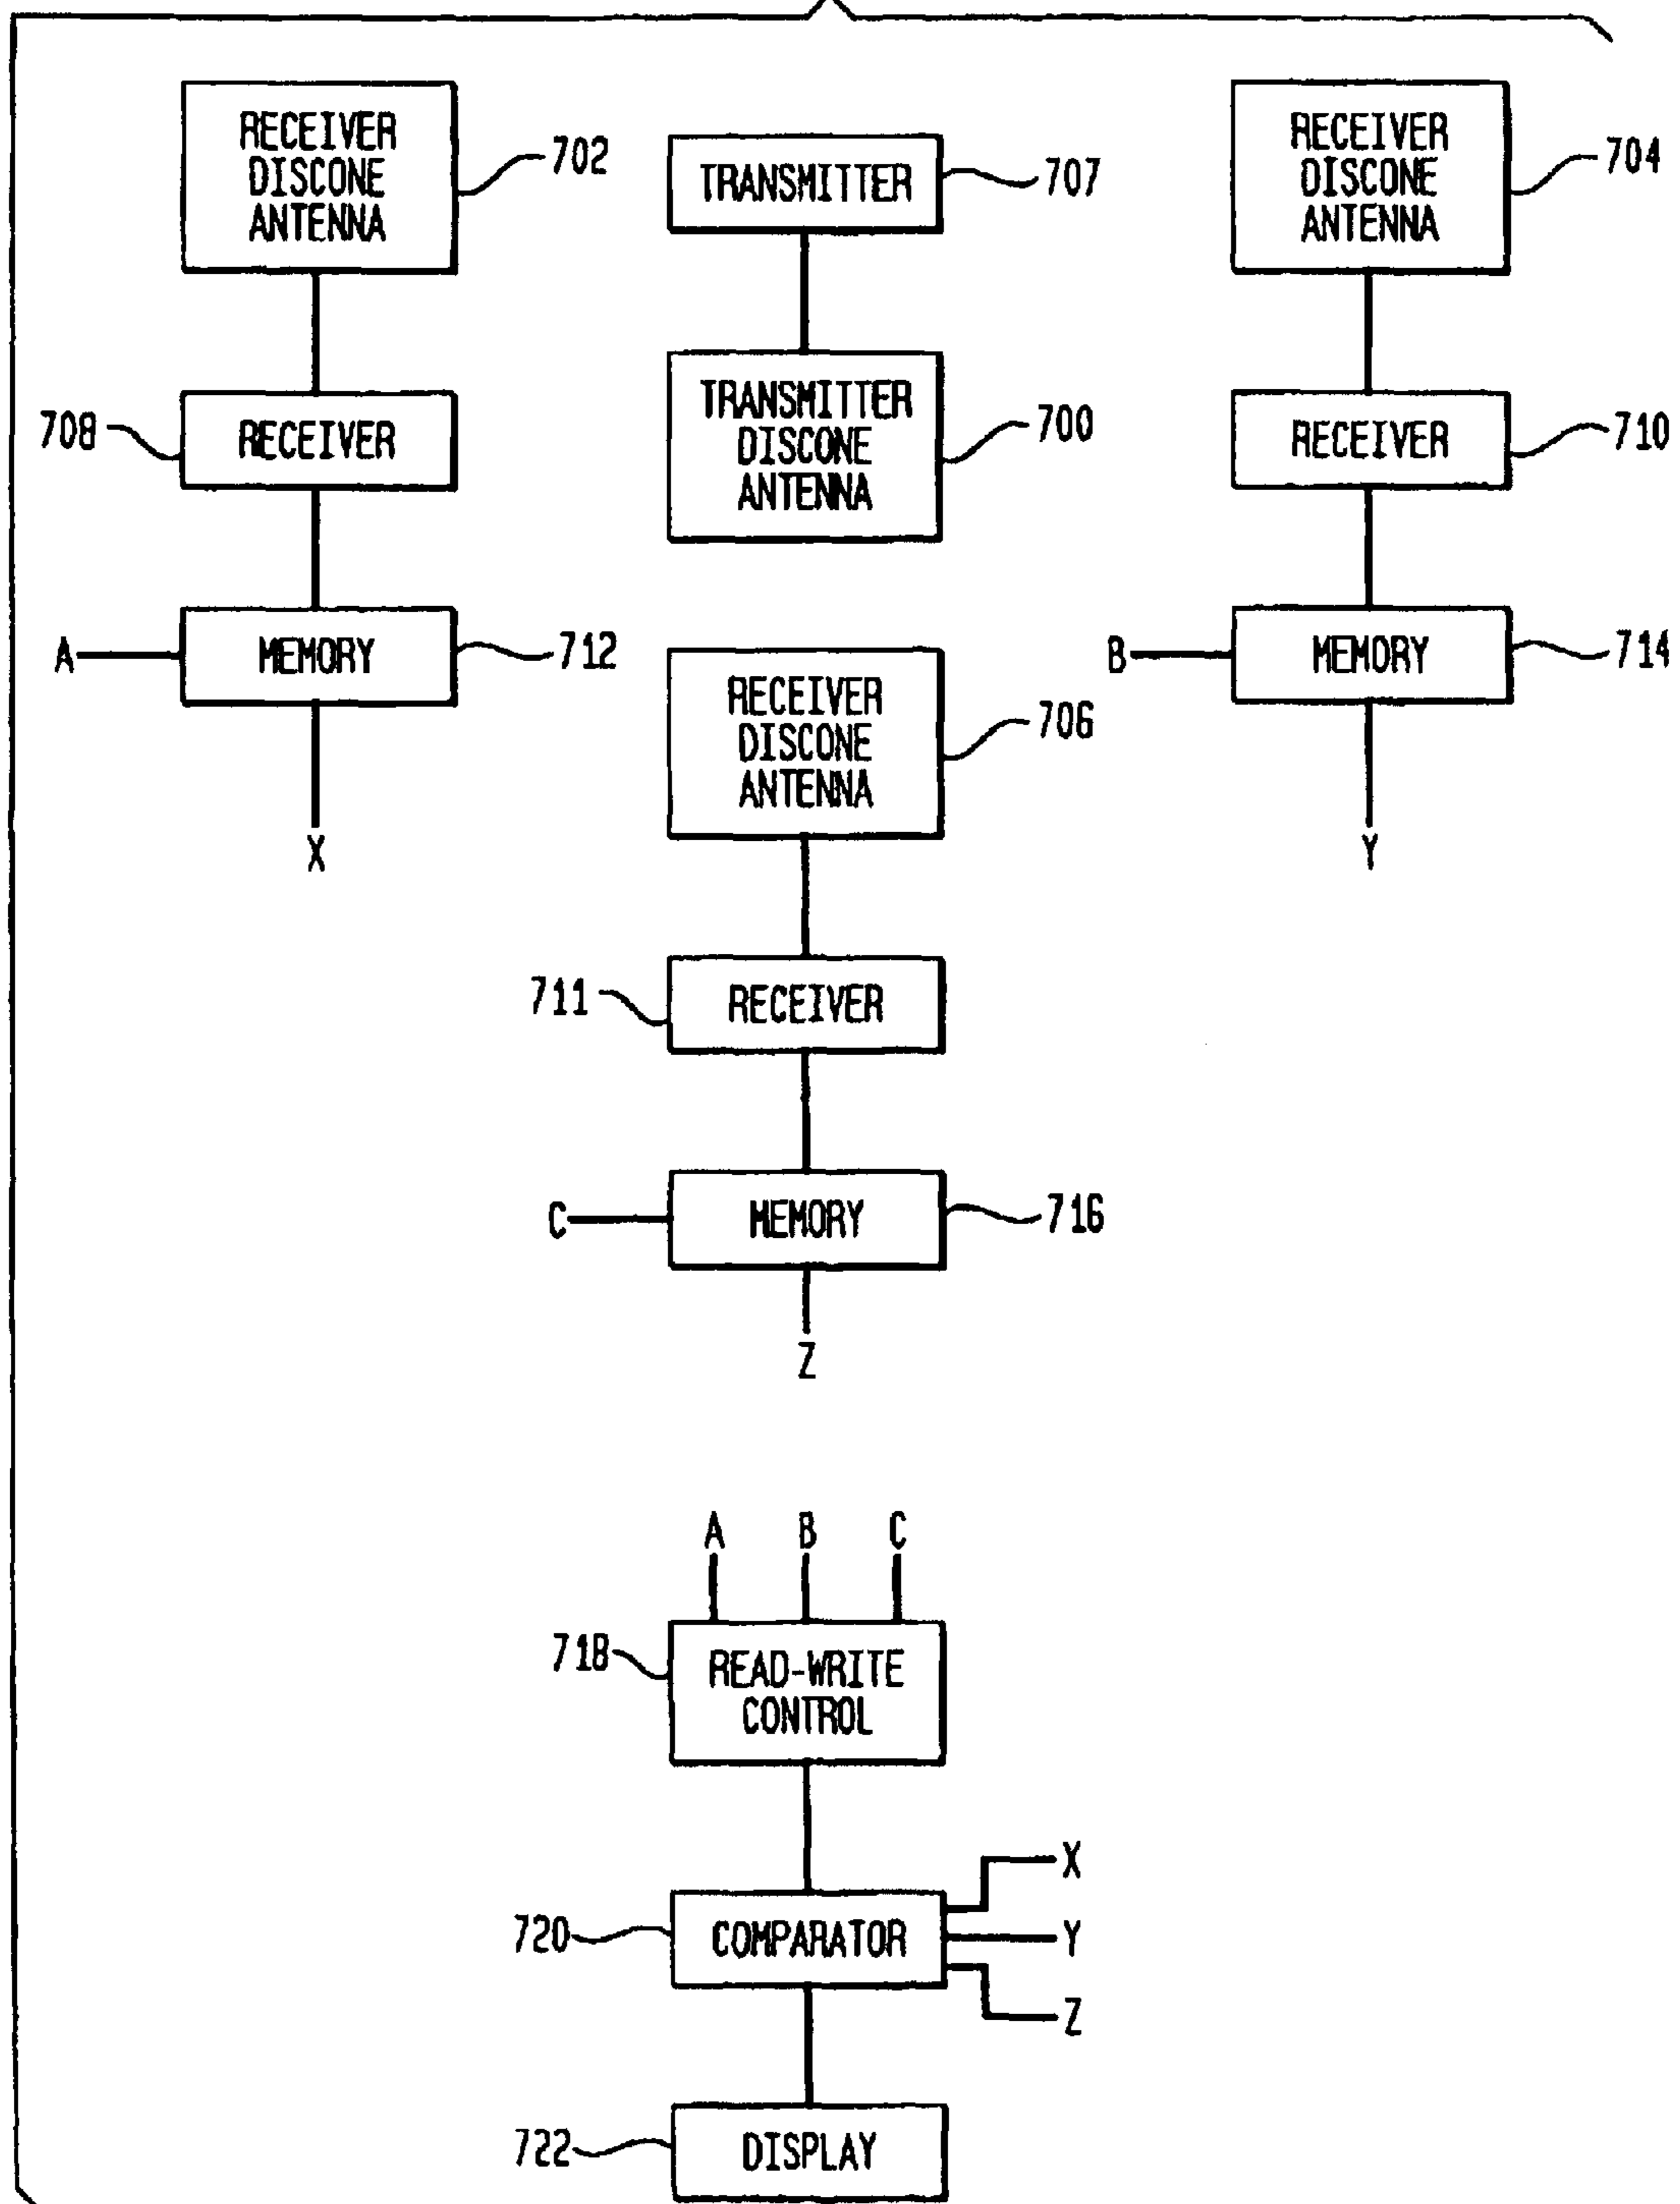 RECEIVER
DISCONE
ANTENNA
702
TRANSMITTER
707
RECEIVER
DISCONE
ANTENNA
704
708
RECEIVER
TRANSMITTER
DISCONE
ANTENNA
700
RECEIVER
710
A
MEMORY
712
B
MEMORY
714
RECEIVER
DISCONE
ANTENNA
706
X
Y
711
RECEIVER
C
MEMORY
716
Z
A B C
718
READ-WRITE
CONTROL
X
720
COMPARATOR
Y
Z
722
DISPLAY